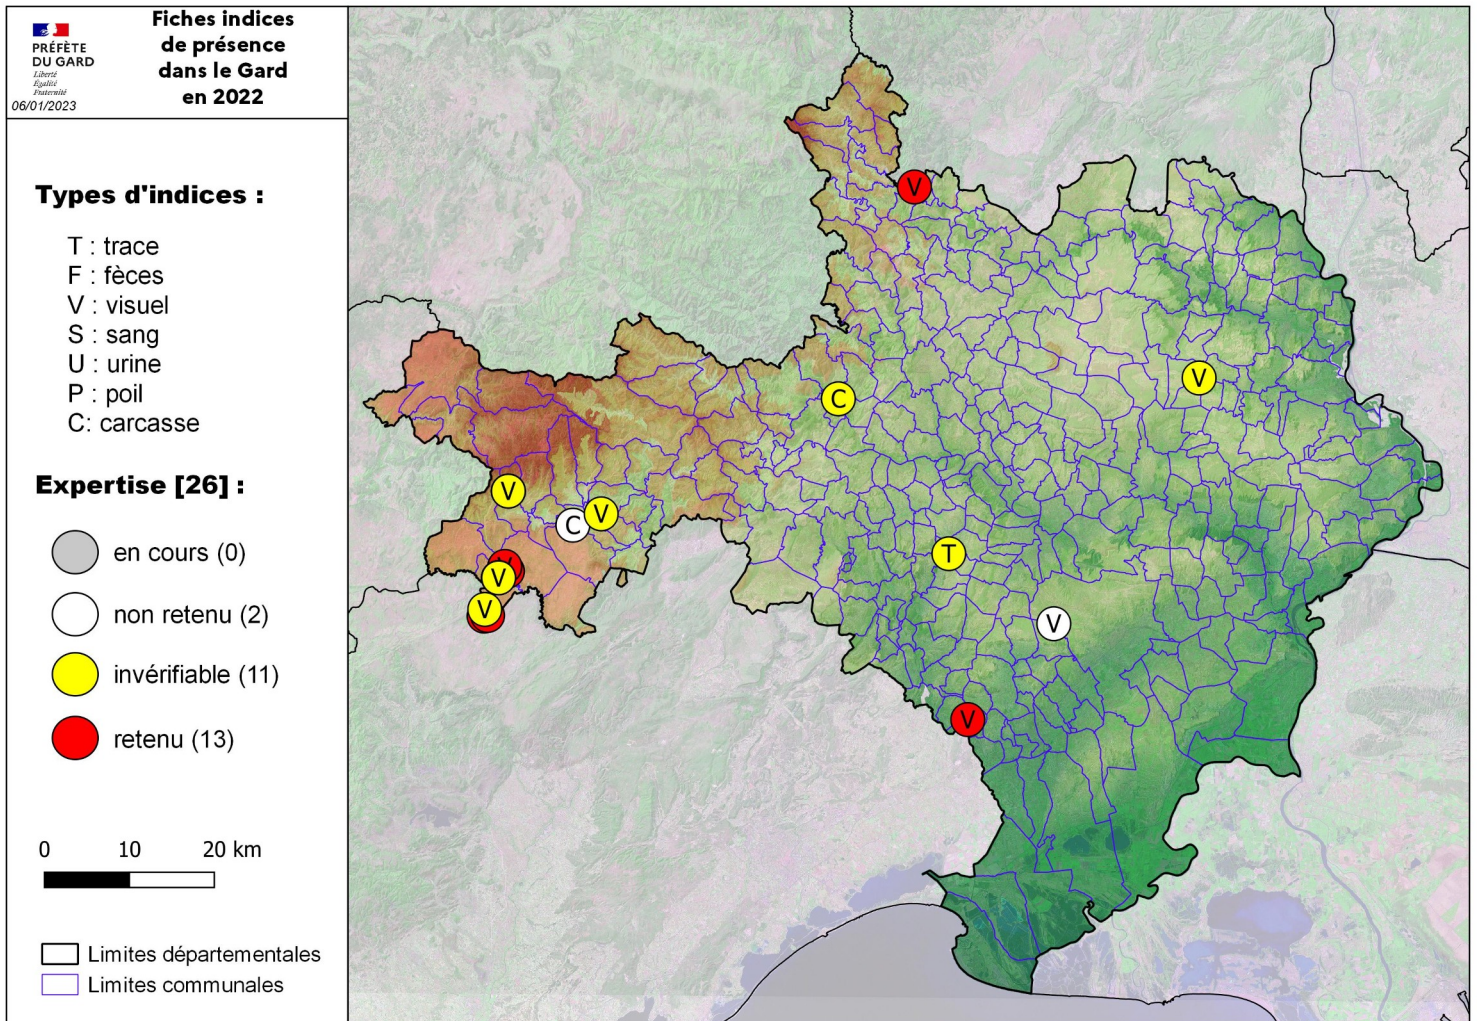 PRÉFÈTE
DU GARD
Liberté
Égalité
Fraternité
06/01/2023
Fiches indices
de présence
dans le Gard
en 2022
Types d'indices :
T : trace
F : fèces
V : visuel
S : sang
U : urine
P : poil
C: carcasse
Expertise [26] :
en cours (0)
non retenu (2)
invérifiable (11)
retenu (13)
0 10 20 km
Limites départementales
Limites communales
V
V
C
V
C
V
T
V
V
V
V